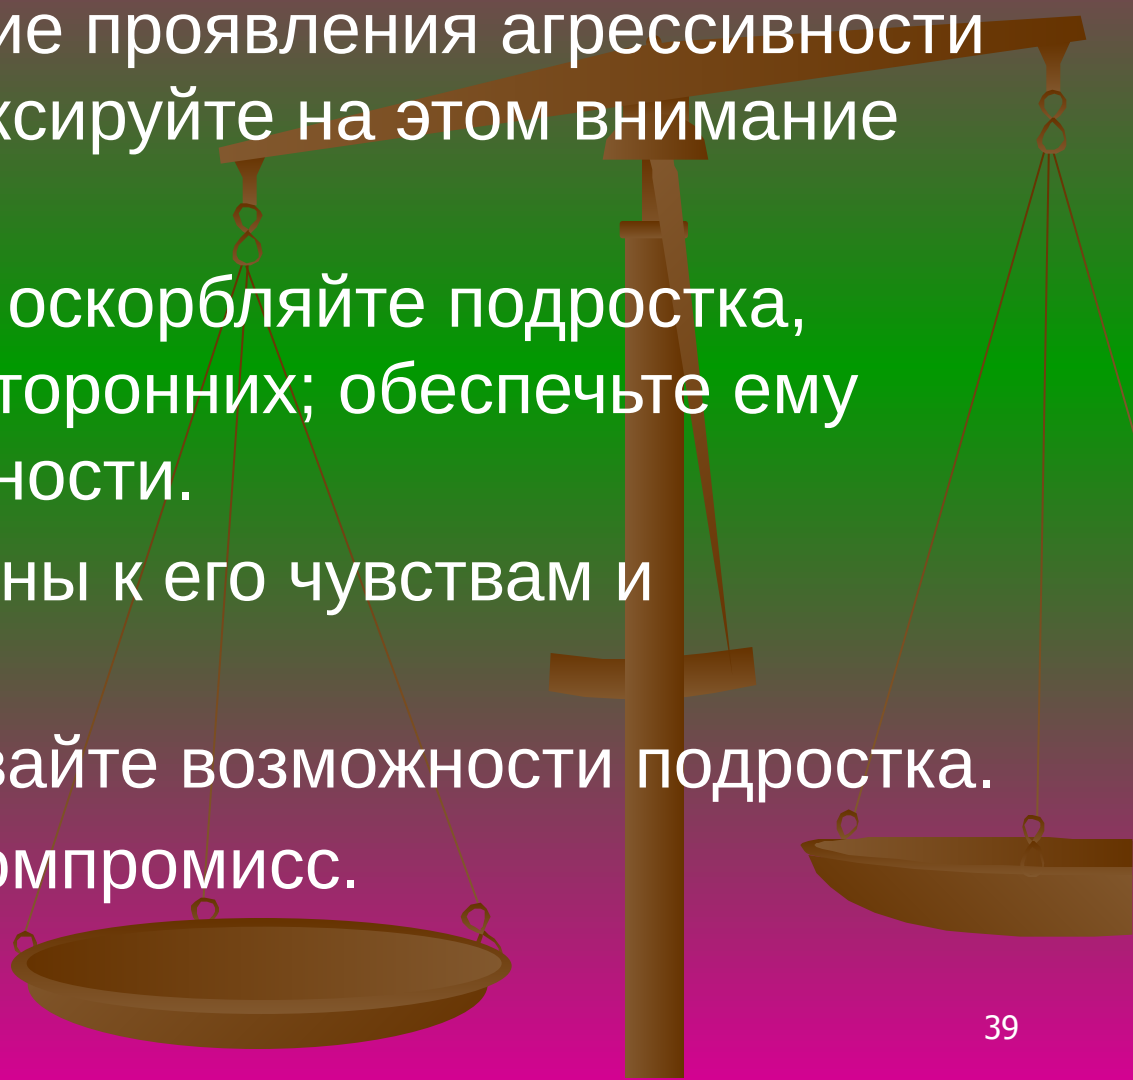 ие проявления агрессивности
ксируйте на этом внимание
оскорбляйте подростка,
торонних; обеспечьте ему
ности.
ны к его чувствам и
вайте возможности подростка.
омпромисс.
39